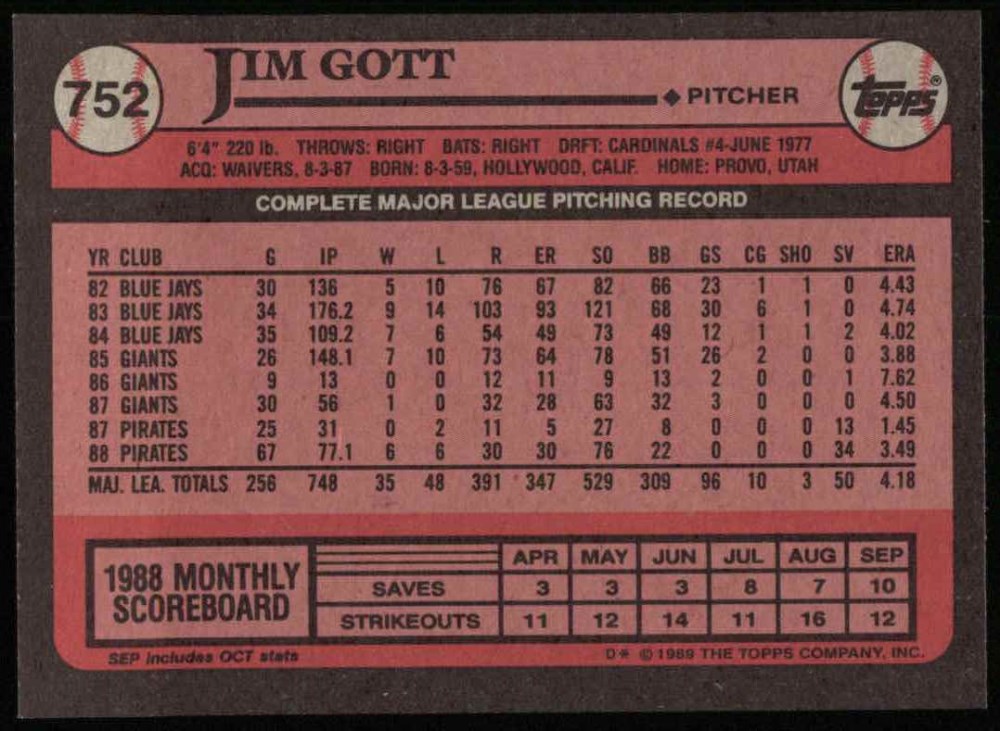 752
JIM GOTT
◆ PITCHER
TOPPS®
6'4" 220 lb. THROWS: RIGHT BATS: RIGHT DRFT: CARDINALS #4-JUNE 1977
ACQ: WAIVERS, 8-3-87 BORN: 8-3-59, HOLLYWOOD, CALIF. HOME: PROVO, UTAH
COMPLETE MAJOR LEAGUE PITCHING RECORD
YR CLUB G IP W L R ER SO BB GS CG SHO SV ERA
82 BLUE JAYS 30 136 5 10 76 67 82 66 23 1 1 0 4.43
83 BLUE JAYS 34 176.2 9 14 103 93 121 68 30 6 1 0 4.74
84 BLUE JAYS 35 109.2 7 6 54 49 73 49 12 1 1 2 4.02
85 GIANTS 26 148.1 7 10 73 64 78 51 26 2 0 0 3.88
86 GIANTS 9 13 0 0 12 11 9 13 2 0 0 1 7.62
87 GIANTS 30 56 1 0 32 28 63 32 3 0 0 0 4.50
87 PIRATES 25 31 0 2 11 5 27 8 0 0 0 13 1.45
88 PIRATES 67 77.1 6 6 30 30 76 22 0 0 0 34 3.49
MAJ. LEA. TOTALS 256 748 35 48 391 347 529 309 96 10 3 50 4.18
1988 MONTHLY SCOREBOARD
APR MAY JUN JUL AUG SEP
SAVES 3 3 3 8 7 10
STRIKEOUTS 11 12 14 11 16 12
SEP includes OCT stats
D* © 1989 THE TOPPS COMPANY, INC.